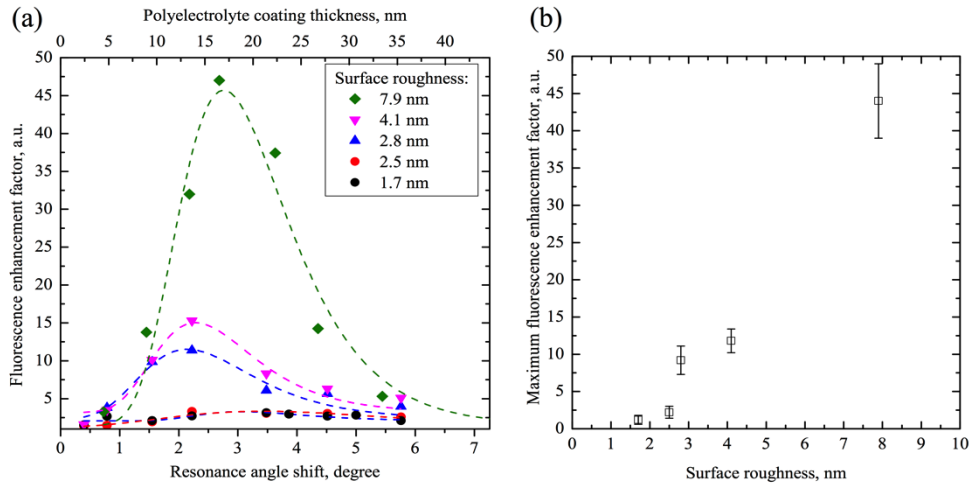 (a)
Polyelectrolyte coating thickness, nm
0 5 10 15 20 25 30 35 40
50
45
40
35
30
25
20
15
10
5
Fluorescence enhancement factor, a.u.
Surface roughness:
7.9 nm
4.1 nm
2.8 nm
2.5 nm
1.7 nm
0 1 2 3 4 5 6 7
Resonance angle shift, degree
(b)
50
45
40
35
30
25
20
15
10
5
0
Maximum fluorescence enhancement factor, a.u.
0 1 2 3 4 5 6 7 8 9 10
Surface roughness, nm